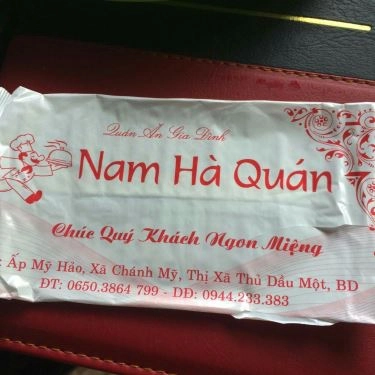 Quán Ăn Gia Đình
Nam Hà Quán
Chúc Quý Khách Ngon Miệng
: Ấp Mỹ Hảo, Xã Chánh Mỹ, Thị Xã Thủ Dầu Một, BD
ĐT: 0650.3864 799 - DĐ: 0944.233.383